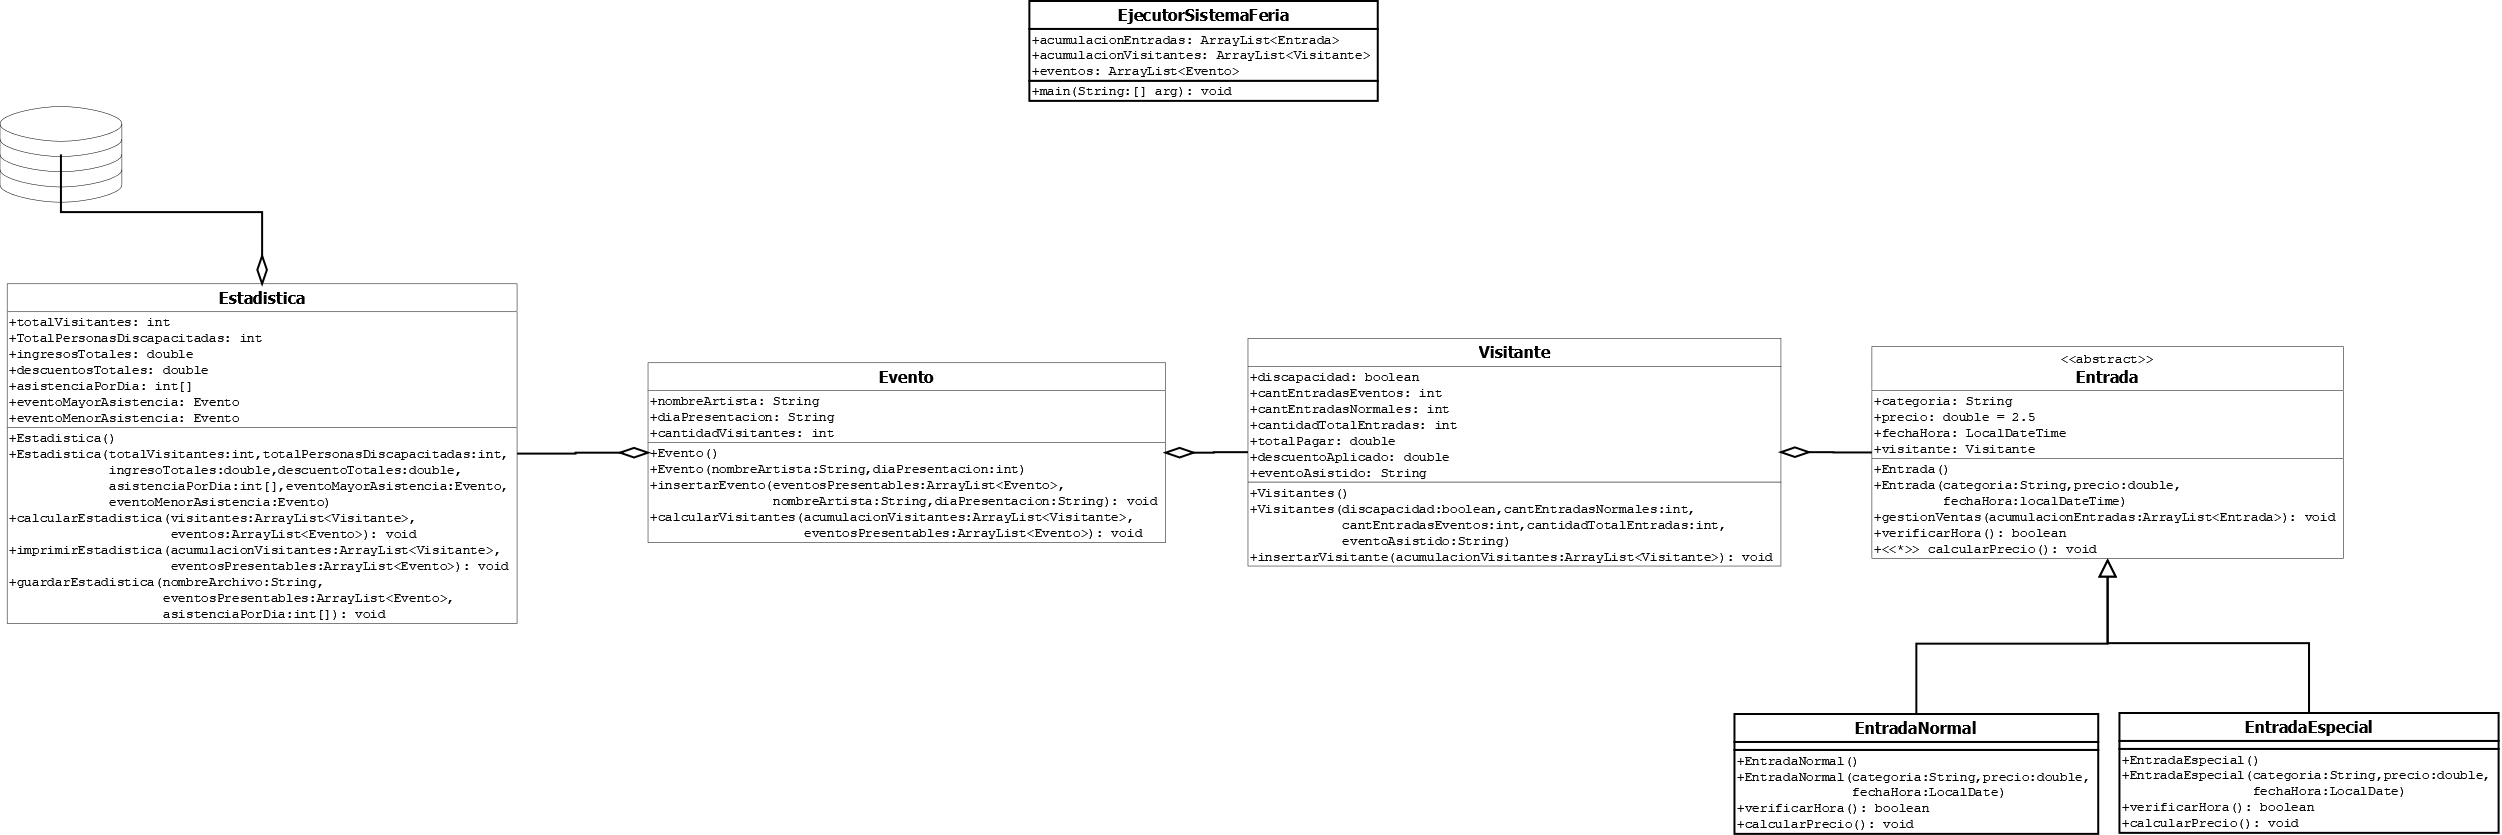 EjecutorSistemaFeria
+acumulacionEntradas: ArrayList<Entrada>
+acumulacionVisitantes: ArrayList<Visitante>
+eventos: ArrayList<Evento>
+main(String:[] arg): void
Estadistica
+totalVisitantes: int
+TotalPersonasDiscapacitadas: int
+ingresosTotales: double
+descuentosTotales: double
+asistenciaPorDia: int[]
+eventoMayorAsistencia: Evento
+eventoMenorAsistencia: Evento
+Estadistica()
+Estadistica(totalVisitantes:int,totalPersonasDiscapacitadas:int,
ingresoTotales:double,descuentoTotales:double,
asistenciaPorDia:int[],eventoMayorAsistencia:Evento,
eventoMenorAsistencia:Evento)
+calcularEstadistica(visitantes:ArrayList<Visitante>,
eventos:ArrayList<Evento>): void
+imprimirEstadistica(acumulacionVisitantes:ArrayList<Visitante>,
eventosPresentables:ArrayList<Evento>): void
+guardarEstadistica(nombreArchivo:String,
eventosPresentables:ArrayList<Evento>,
asistenciaPorDia:int[]): void
Evento
+nombreArtista: String
+diaPresentacion: String
+cantidadVisitantes: int
+Evento()
+Evento(nombreArtista:String,diaPresentacion:int)
+insertarEvento(eventosPresentables:ArrayList<Evento>,
nombreArtista:String,diaPresentacion:String): void
+calcularVisitantes(acumulacionVisitantes:ArrayList<Visitante>,
eventosPresentables:ArrayList<Evento>): void
Visitante
+discapacidad: boolean
+cantEntradasEventos: int
+cantEntradasNormales: int
+cantidadTotalEntradas: int
+totalPagar: double
+descuentoAplicado: double
+eventoAsistido: String
+Visitantes()
+Visitantes(discapacidad:boolean,cantEntradasNormales:int,
cantEntradasEventos:int,cantidadTotalEntradas:int,
eventoAsistido:String)
+insertarVisitante(acumulacionVisitantes:ArrayList<Visitante>): void
<<abstract>>
Entrada
+categoria: String
+precio: double = 2.5
+fechaHora: LocalDateTime
+visitante: Visitante
+Entrada()
+Entrada(categoria:String,precio:double,
fechaHora:localDateTime)
+gestionVentas(acumulacionEntradas:ArrayList<Entrada>): void
+verificarHora(): boolean
+<<*>> calcularPrecio(): void
EntradaNormal
+EntradaNormal()
+EntradaNormal(categoria:String,precio:double,
fechaHora:LocalDate)
+verificarHora(): boolean
+calcularPrecio(): void
EntradaEspecial
+EntradaEspecial()
+EntradaEspecial(categoria:String,precio:double,
fechaHora:LocalDate)
+verificarHora(): boolean
+calcularPrecio(): void